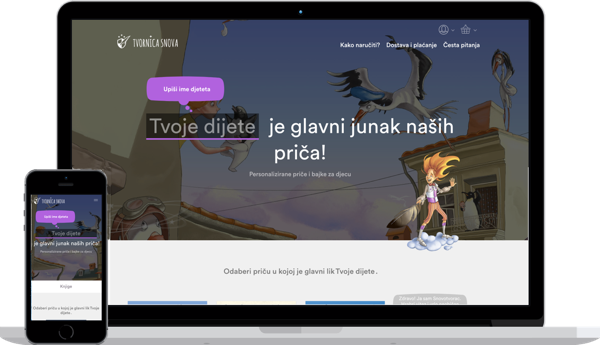 TVORNICA SNOVA
Kako naručiti? Dostava i plaćanje Česta pitanja
Upiši ime djeteta
Tvoje dijete je glavni junak naših
priča!
Personalizirane priče i bajke za djecu
Odaberi priču u kojoj je glavni lik Tvoje dijete.
TVORNICA SNOVA
Upiši ime djeteta
Tvoje dijete
je glavni junak naših priča!
Personalizirane priče i bajke za djecu
Knjige
Odaberi priču u kojoj je glavni lik Tvoje
dijete.